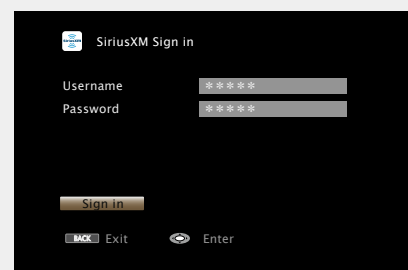 SiriusXM Sign in
Username *****
Password *****
Sign in
BACK Exit Enter